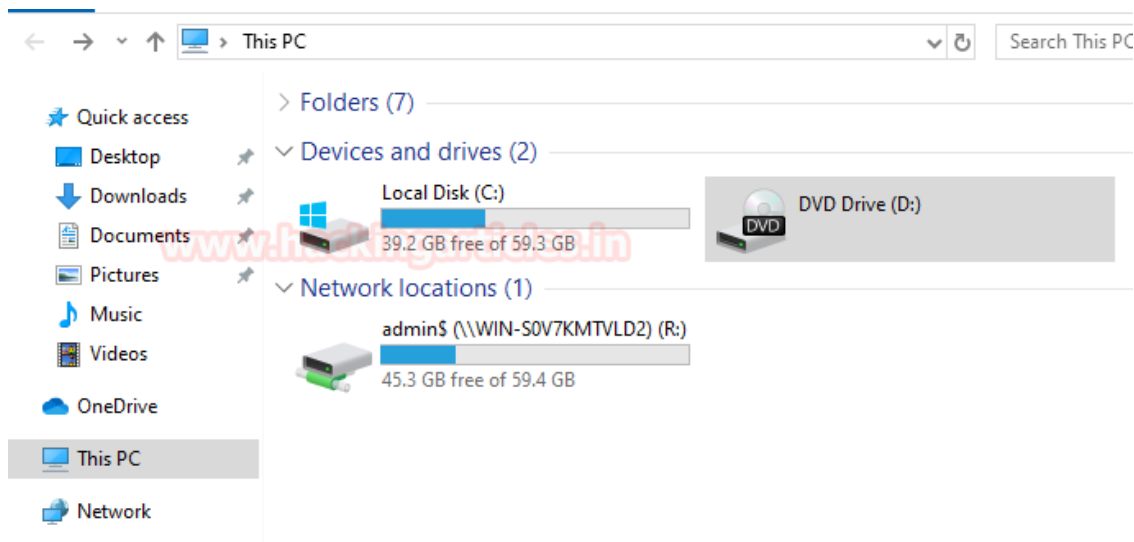 This PC
Search This PC
Quick access
Desktop
Downloads
Documents
Pictures
Music
Videos
OneDrive
This PC
Network
Folders (7)
Devices and drives (2)
Local Disk (C:)
39.2 GB free of 59.3 GB
DVD Drive (D:)
DVD
www.hackingarticles.in
Network locations (1)
admin$ (\\WIN-S0V7KMTVLD2) (R:)
45.3 GB free of 59.4 GB